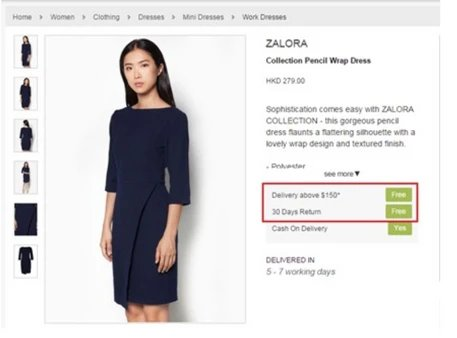 Home > Women > Clothing > Dresses > Mini Dresses > Work Dresses
ZALORA
Collection Pencil Wrap Dress
HKD 279.00
Sophistication comes easy with ZALORA
COLLECTION - this gorgeous pencil
dress flaunts a flattering silhouette with a
lovely wrap design and textured finish.
- Polyester
see more▼
Delivery above $150* Free
30 Days Return Free
Cash On Delivery Yes
DELIVERED IN
5 - 7 working days